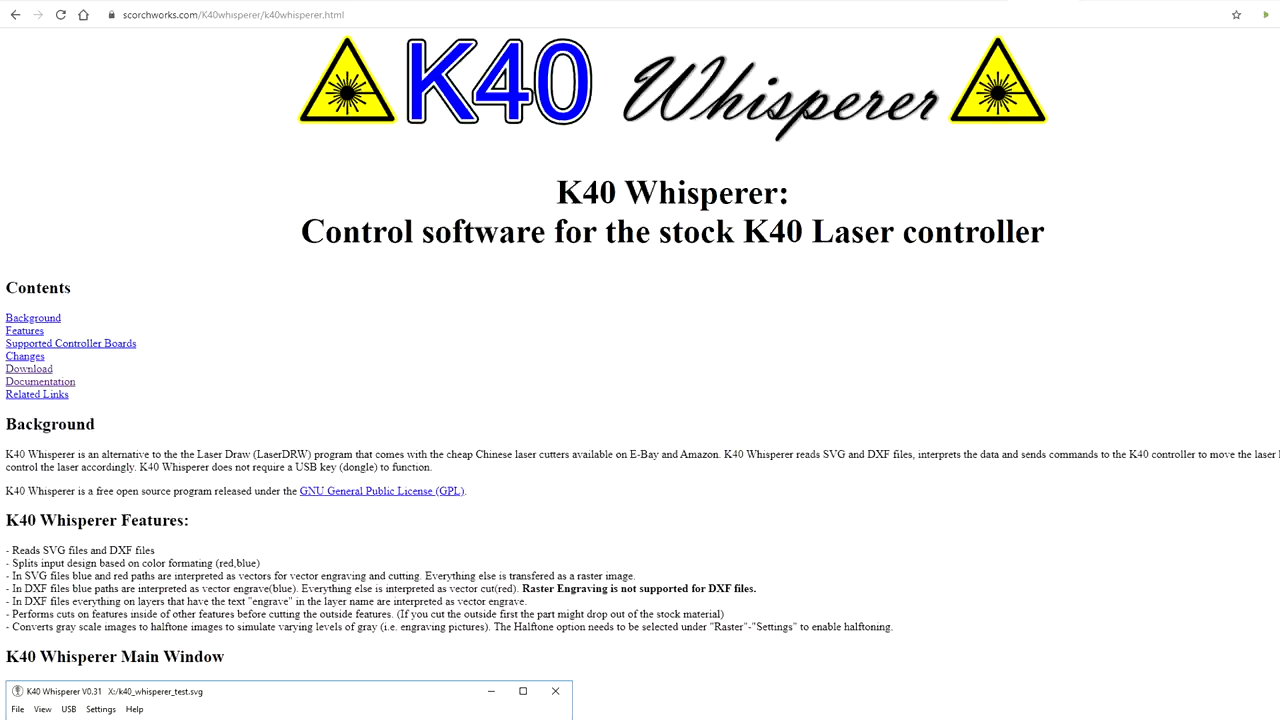 scorchworks.com/K40whisperer/k40whisperer.html
K40 Whisperer
K40 Whisperer:
Control software for the stock K40 Laser controller
Contents
Background
Features
Supported Controller Boards
Changes
Download
Documentation
Related Links
Background
K40 Whisperer is an alternative to the the Laser Draw (LaserDRW) program that comes with the cheap Chinese laser cutters available on E-Bay and Amazon. K40 Whisperer reads SVG and DXF files, interprets the data and sends commands to the K40 controller to move the laser
control the laser accordingly. K40 Whisperer does not require a USB key (dongle) to function.
K40 Whisperer is a free open source program released under the GNU General Public License (GPL).
K40 Whisperer Features:
- Reads SVG files and DXF files
- Splits input design based on color formating (red,blue)
- In SVG files blue and red paths are interpreted as vectors for vector engraving and cutting. Everything else is transfered as a raster image.
- In DXF files blue paths are interpreted as vector engrave(blue). Everything else is interpreted as vector cut(red). Raster Engraving is not supported for DXF files.
- In DXF files everything on layers that have the text "engrave" in the layer name are interpreted as vector engrave.
- Performs cuts on features inside of other features before cutting the outside features. (If you cut the outside first the part might drop out of the stock material)
- Converts gray scale images to halftone images to simulate varying levels of gray (i.e. engraving pictures). The Halftone option needs to be selected under "Raster"-"Settings" to enable halftoning.
K40 Whisperer Main Window
K40 Whisperer V0.31 X:/k40_whisperer_test.svg
File View USB Settings Help